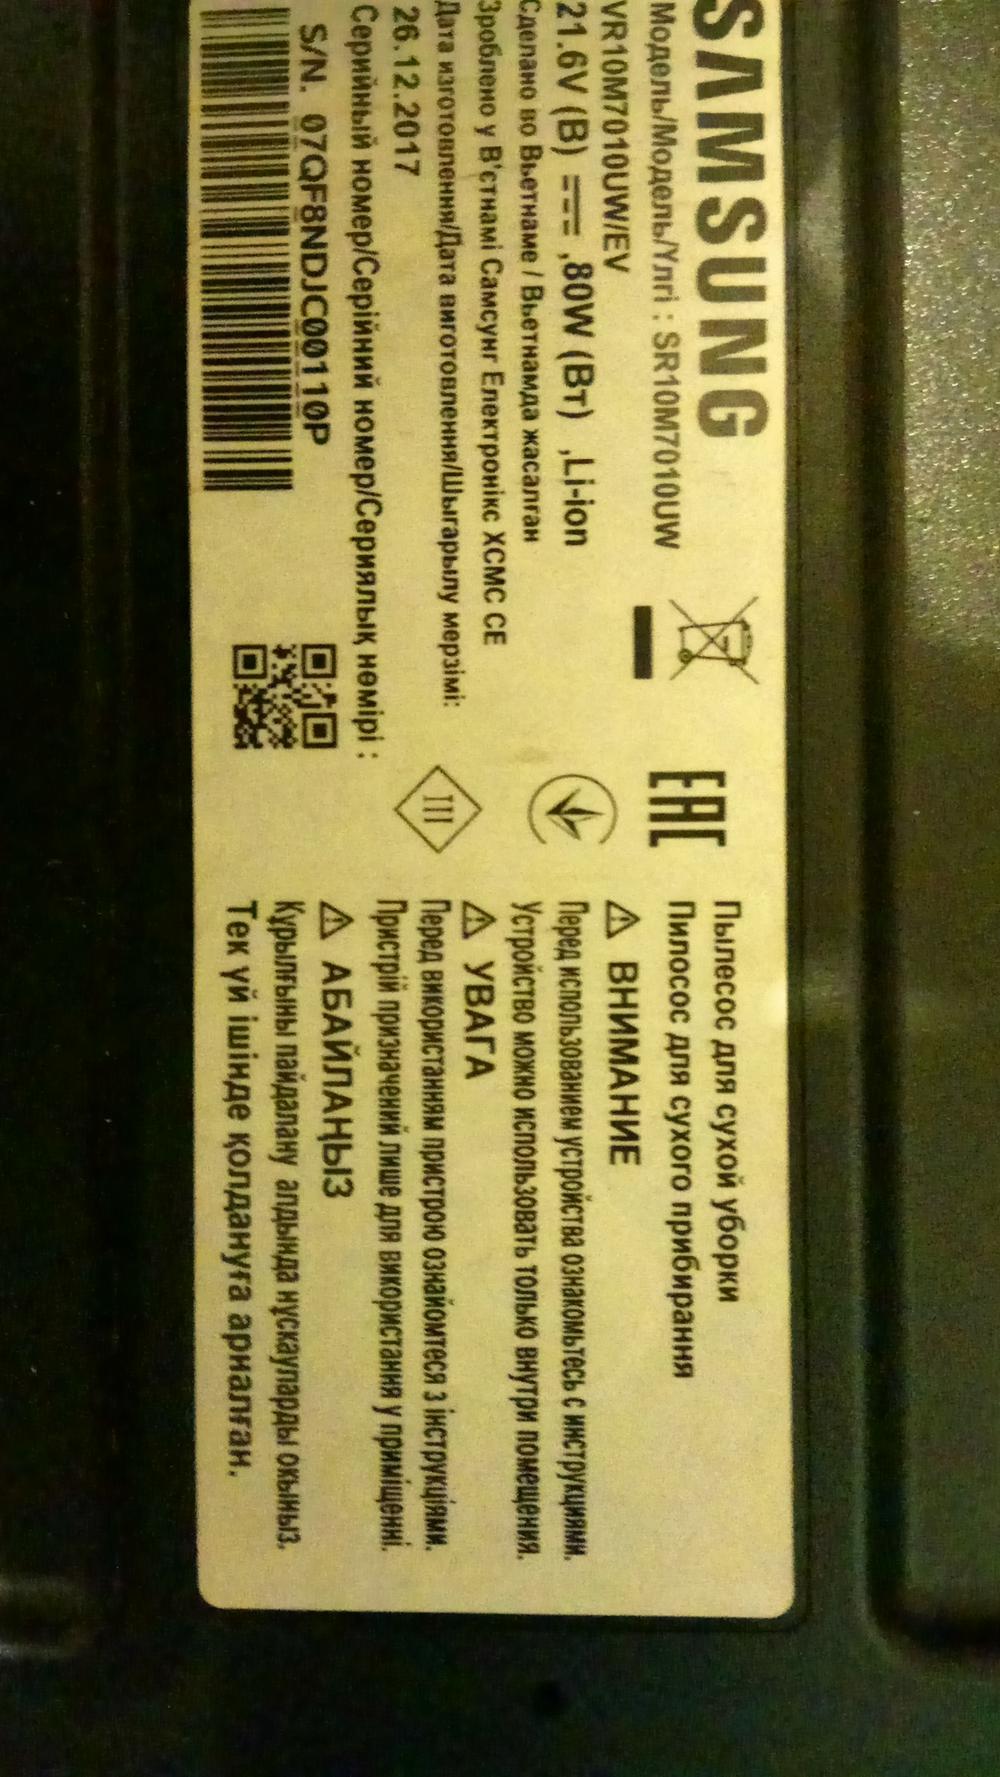 SAMSUNG
Модель/Модель/Үлгі : SR10M7010UW
VR10M7010UW/EV
21.6V (В) ,80W (Вт) ,Li-ion
Сделано во Вьетнаме / Вьетнамда жасалған
Зроблено у В'єтнамі Самсунг Електронікс ХСМС СЕ
Дата изготовления/Дата виготовлення/Шығарылу мерзімі:
26.12.2017
Серийный номер/Серійний номер/Сериялық нөмірі :
S/N. 07QF8NDJC00110P
EAC
Пылесос для сухой уборки
Пилосос для сухого прибирання
⚠ ВНИМАНИЕ
Перед использованием устройства ознакомьтесь с инструкциями.
Устройство можно использовать только внутри помещения.
⚠ УВАГА
Перед використанням пристрою ознайомтеся з інструкціями.
Пристрій призначений лише для використання у приміщенні.
⚠ АБАЙЛАҢЫЗ
Құрылғыны пайдалану алдында нұсқауларды оқыңыз.
Тек үй ішінде қолдануға арналған.